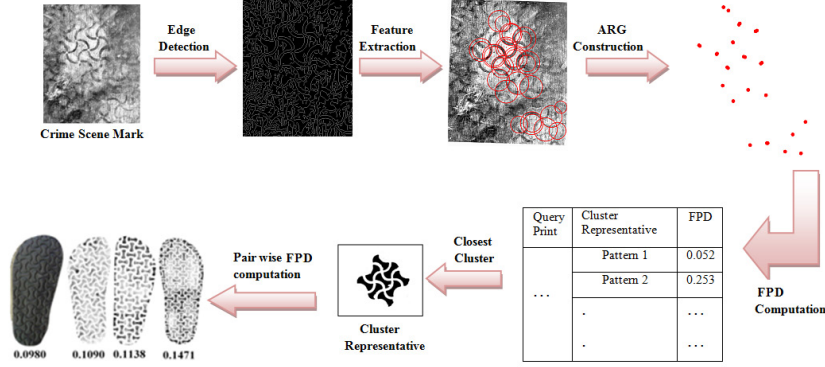 Edge
Detection
Feature
Extraction
ARG
Construction
Crime Scene Mark
FPD
Computation
Query
Print
Cluster
Representative
FPD
Pattern 1
0.052
Pattern 2
0.253
...
.
...
.
...
Closest
Cluster
Cluster
Representative
Pair wise FPD
computation
0.0980
0.1090
0.1138
0.1471